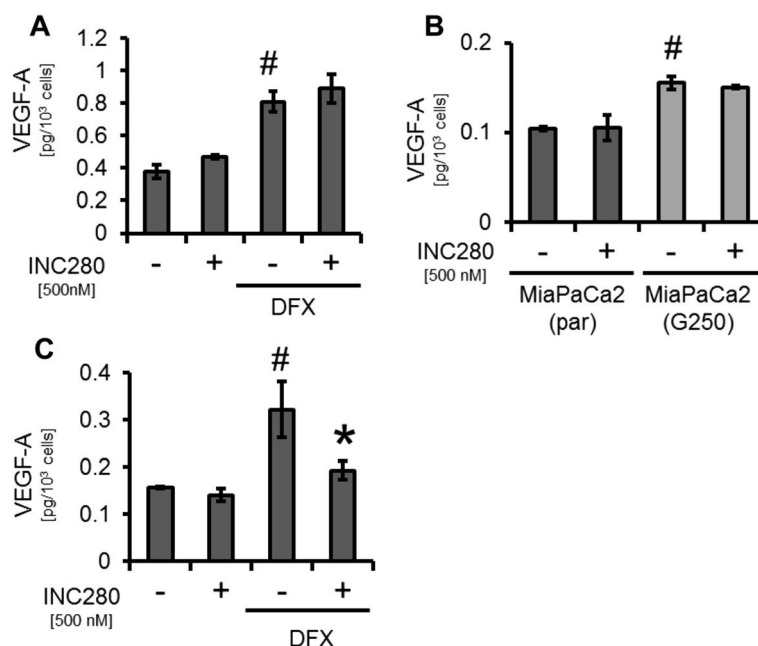 A
VEGF-A
[pg/10³ cells]
1.2
1
0.8
0.6
0.4
0.2
0
#
INC280
[500nM]
- + - +
DFX
B
VEGF-A
[pg/10³ cells]
0.2
0.1
0
#
INC280
[500 nM]
- + - +
MiaPaCa2
(par)
MiaPaCa2
(G250)
C
VEGF-A
[pg/10³ cells]
0.4
0.3
0.2
0.1
0
#
*
INC280
[500 nM]
- + - +
DFX